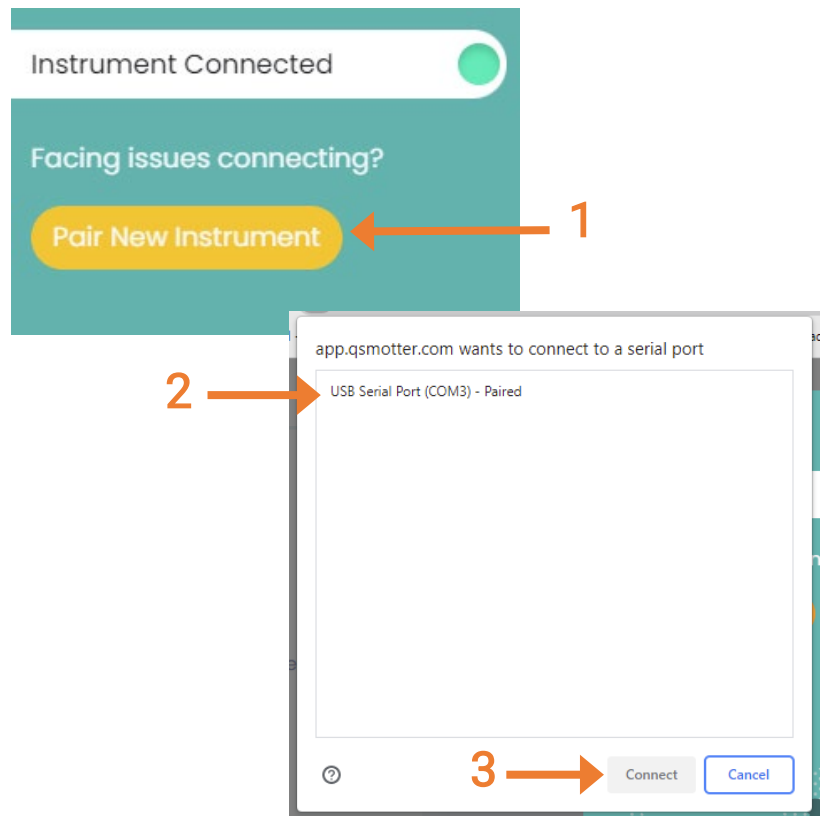 Instrument Connected
Facing issues connecting?
Pair New Instrument
1
app.qsmotter.com wants to connect to a serial port
2
USB Serial Port (COM3) - Paired
3
Connect
Cancel